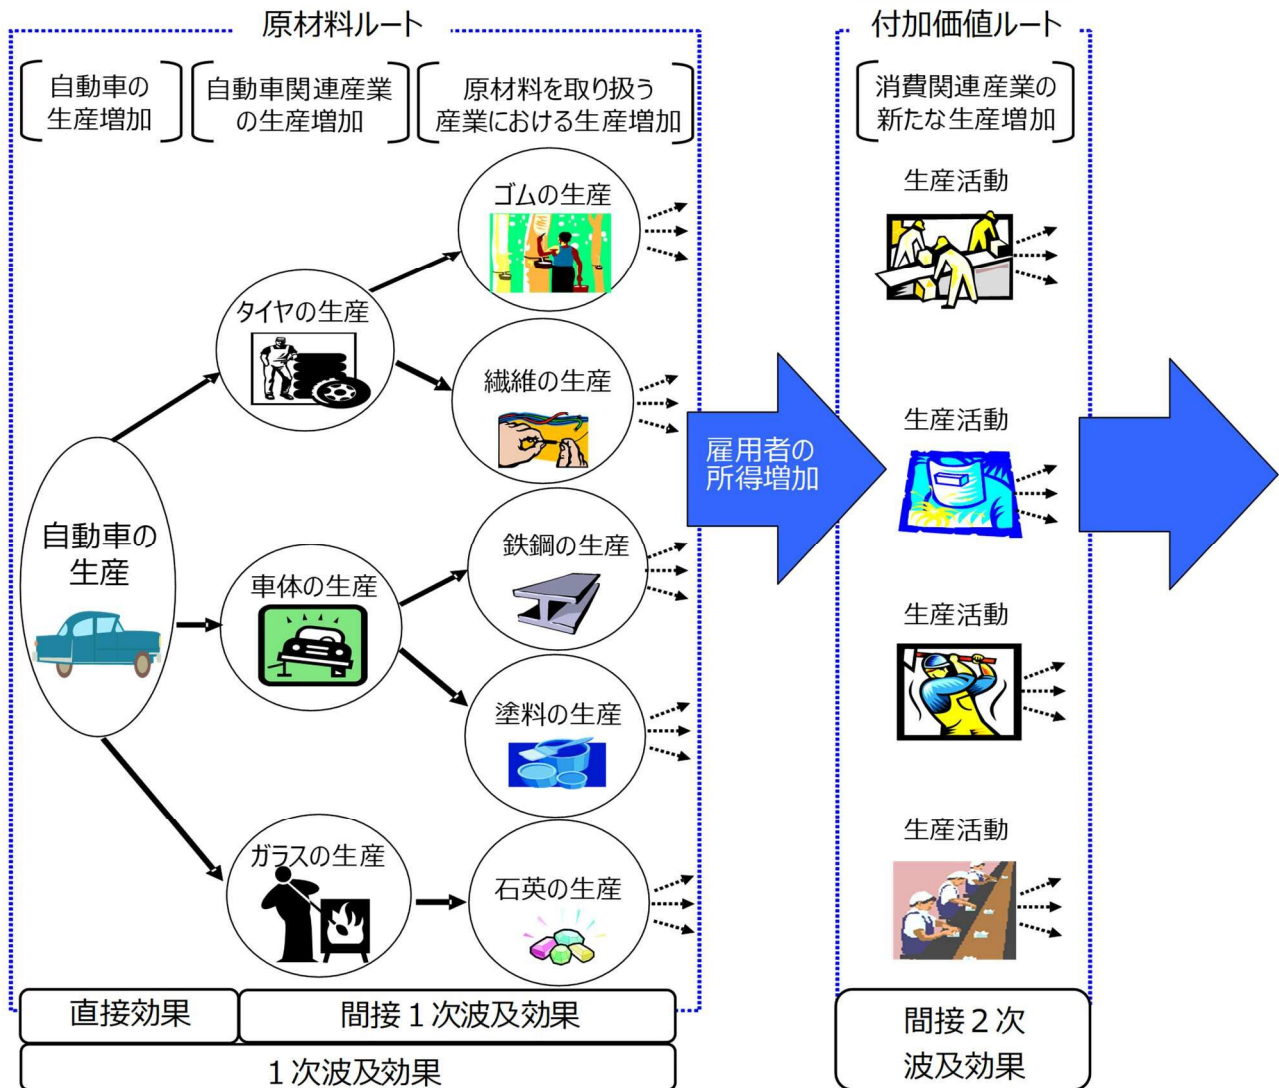 原材料ルート
付加価値ルート
自動車の
生産増加
自動車関連産業
の生産増加
原材料を取り扱う
産業における生産増加
消費関連産業の
新たな生産増加
ゴムの生産
タイヤの生産
繊維の生産
自動車の
生産
車体の生産
鉄鋼の生産
塗料の生産
ガラスの生産
石英の生産
雇用者の
所得増加
生産活動
生産活動
生産活動
生産活動
直接効果
間接１次波及効果
１次波及効果
間接２次
波及効果